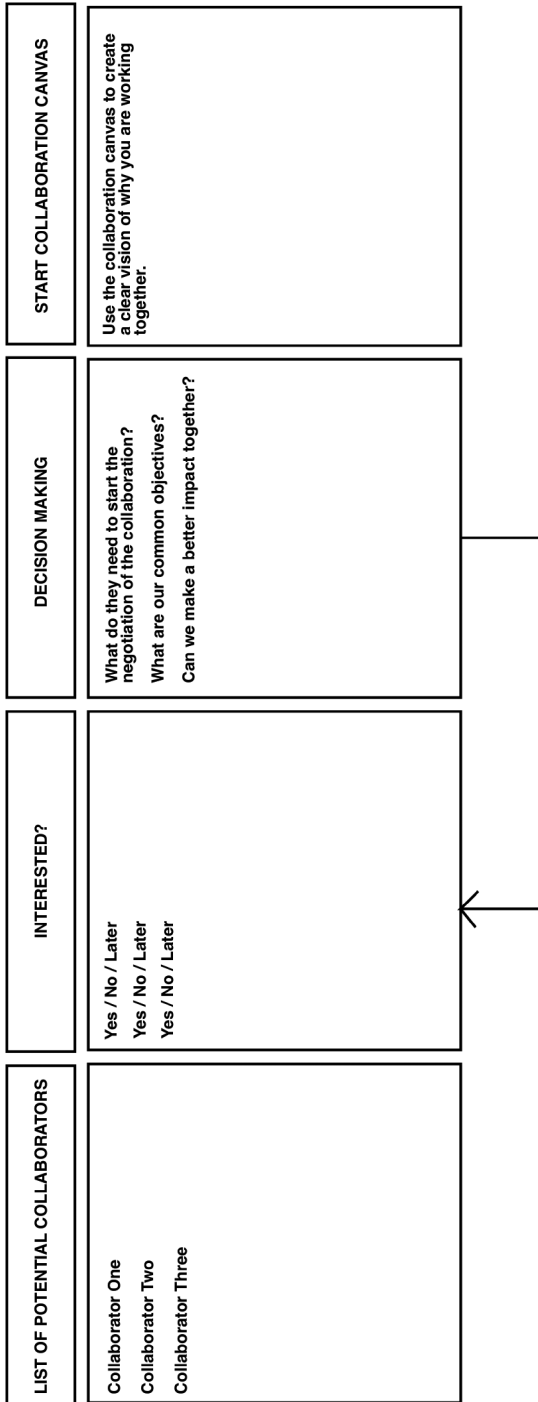 LIST OF POTENTIAL COLLABORATORS
Collaborator One
Collaborator Two
Collaborator Three
INTERESTED?
Yes / No / Later
Yes / No / Later
Yes / No / Later
DECISION MAKING
What do they need to start the
negotiation of the collaboration?
What are our common objectives?
Can we make a better impact together?
START COLLABORATION CANVAS
Use the collaboration canvas to create
a clear vision of why you are working
together.